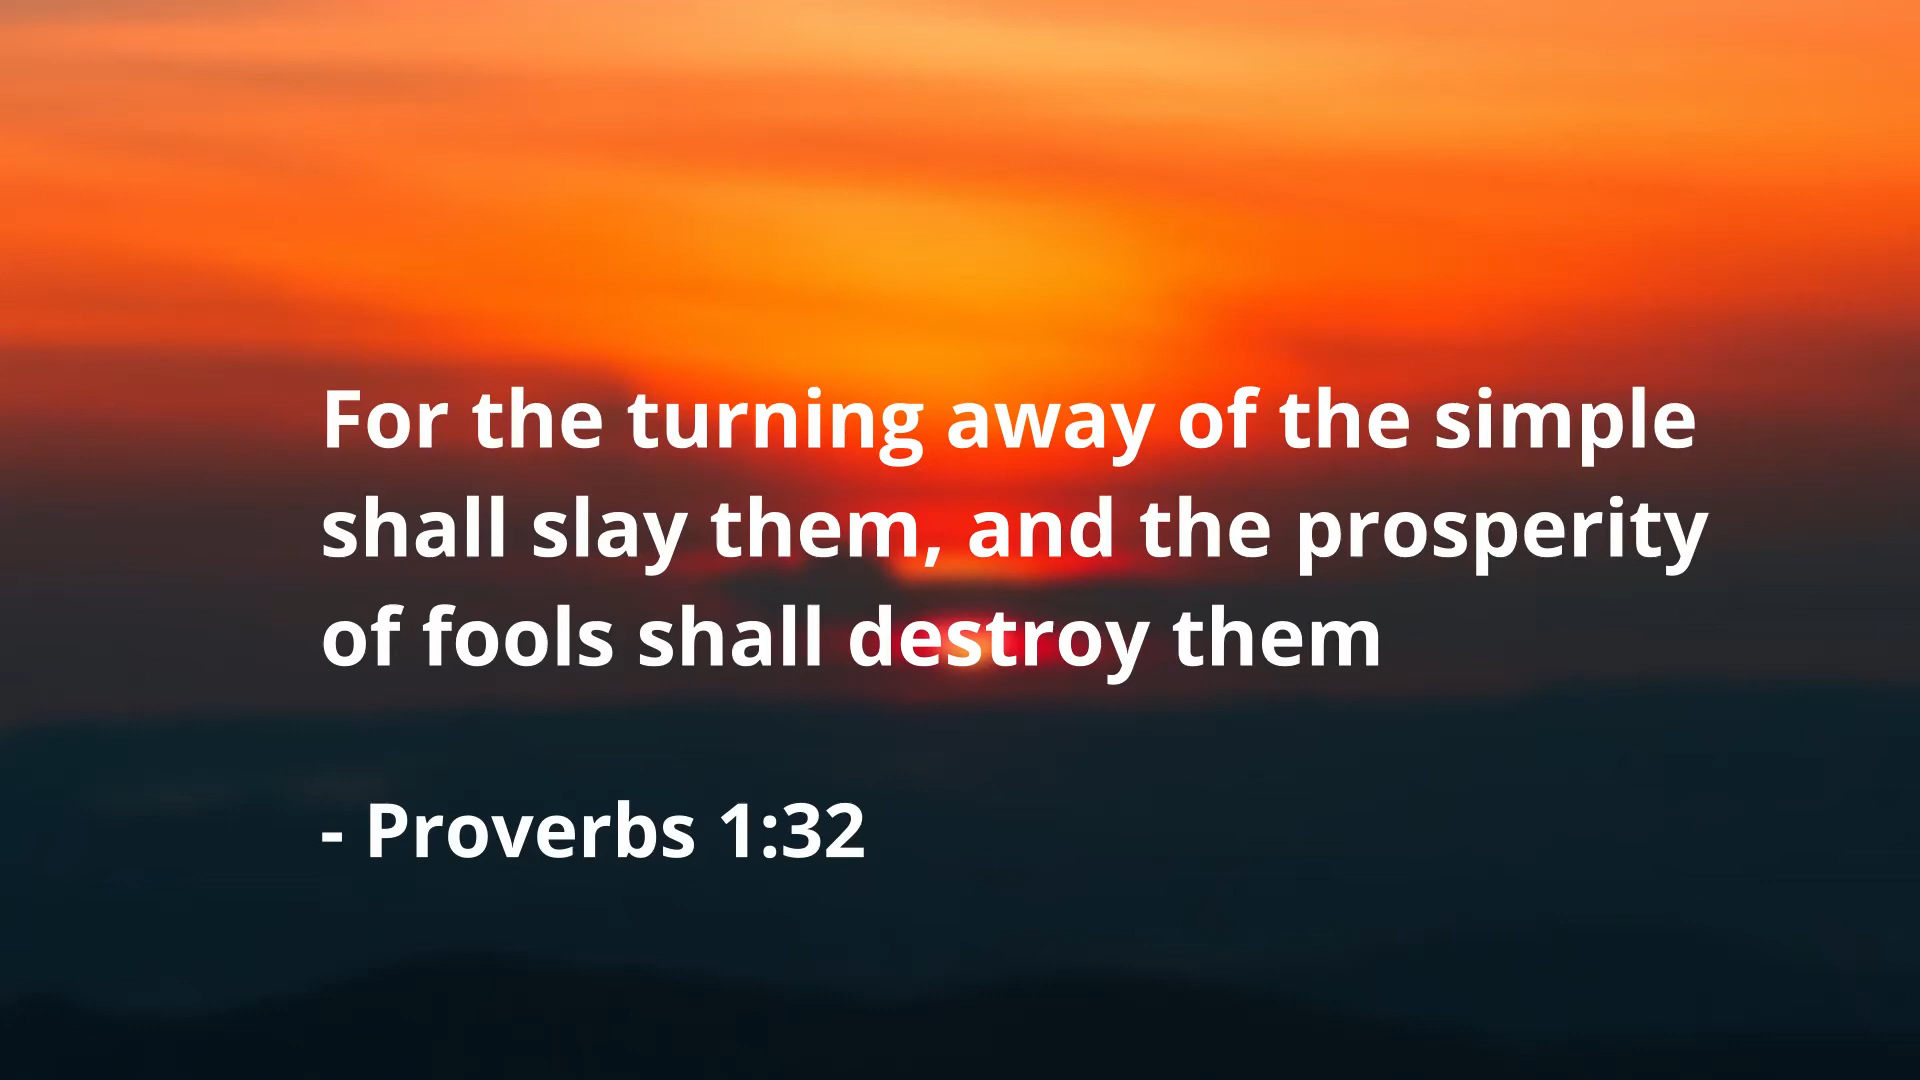 For the turning away of the simple
shall slay them, and the prosperity
of fools shall destroy them
- Proverbs 1:32